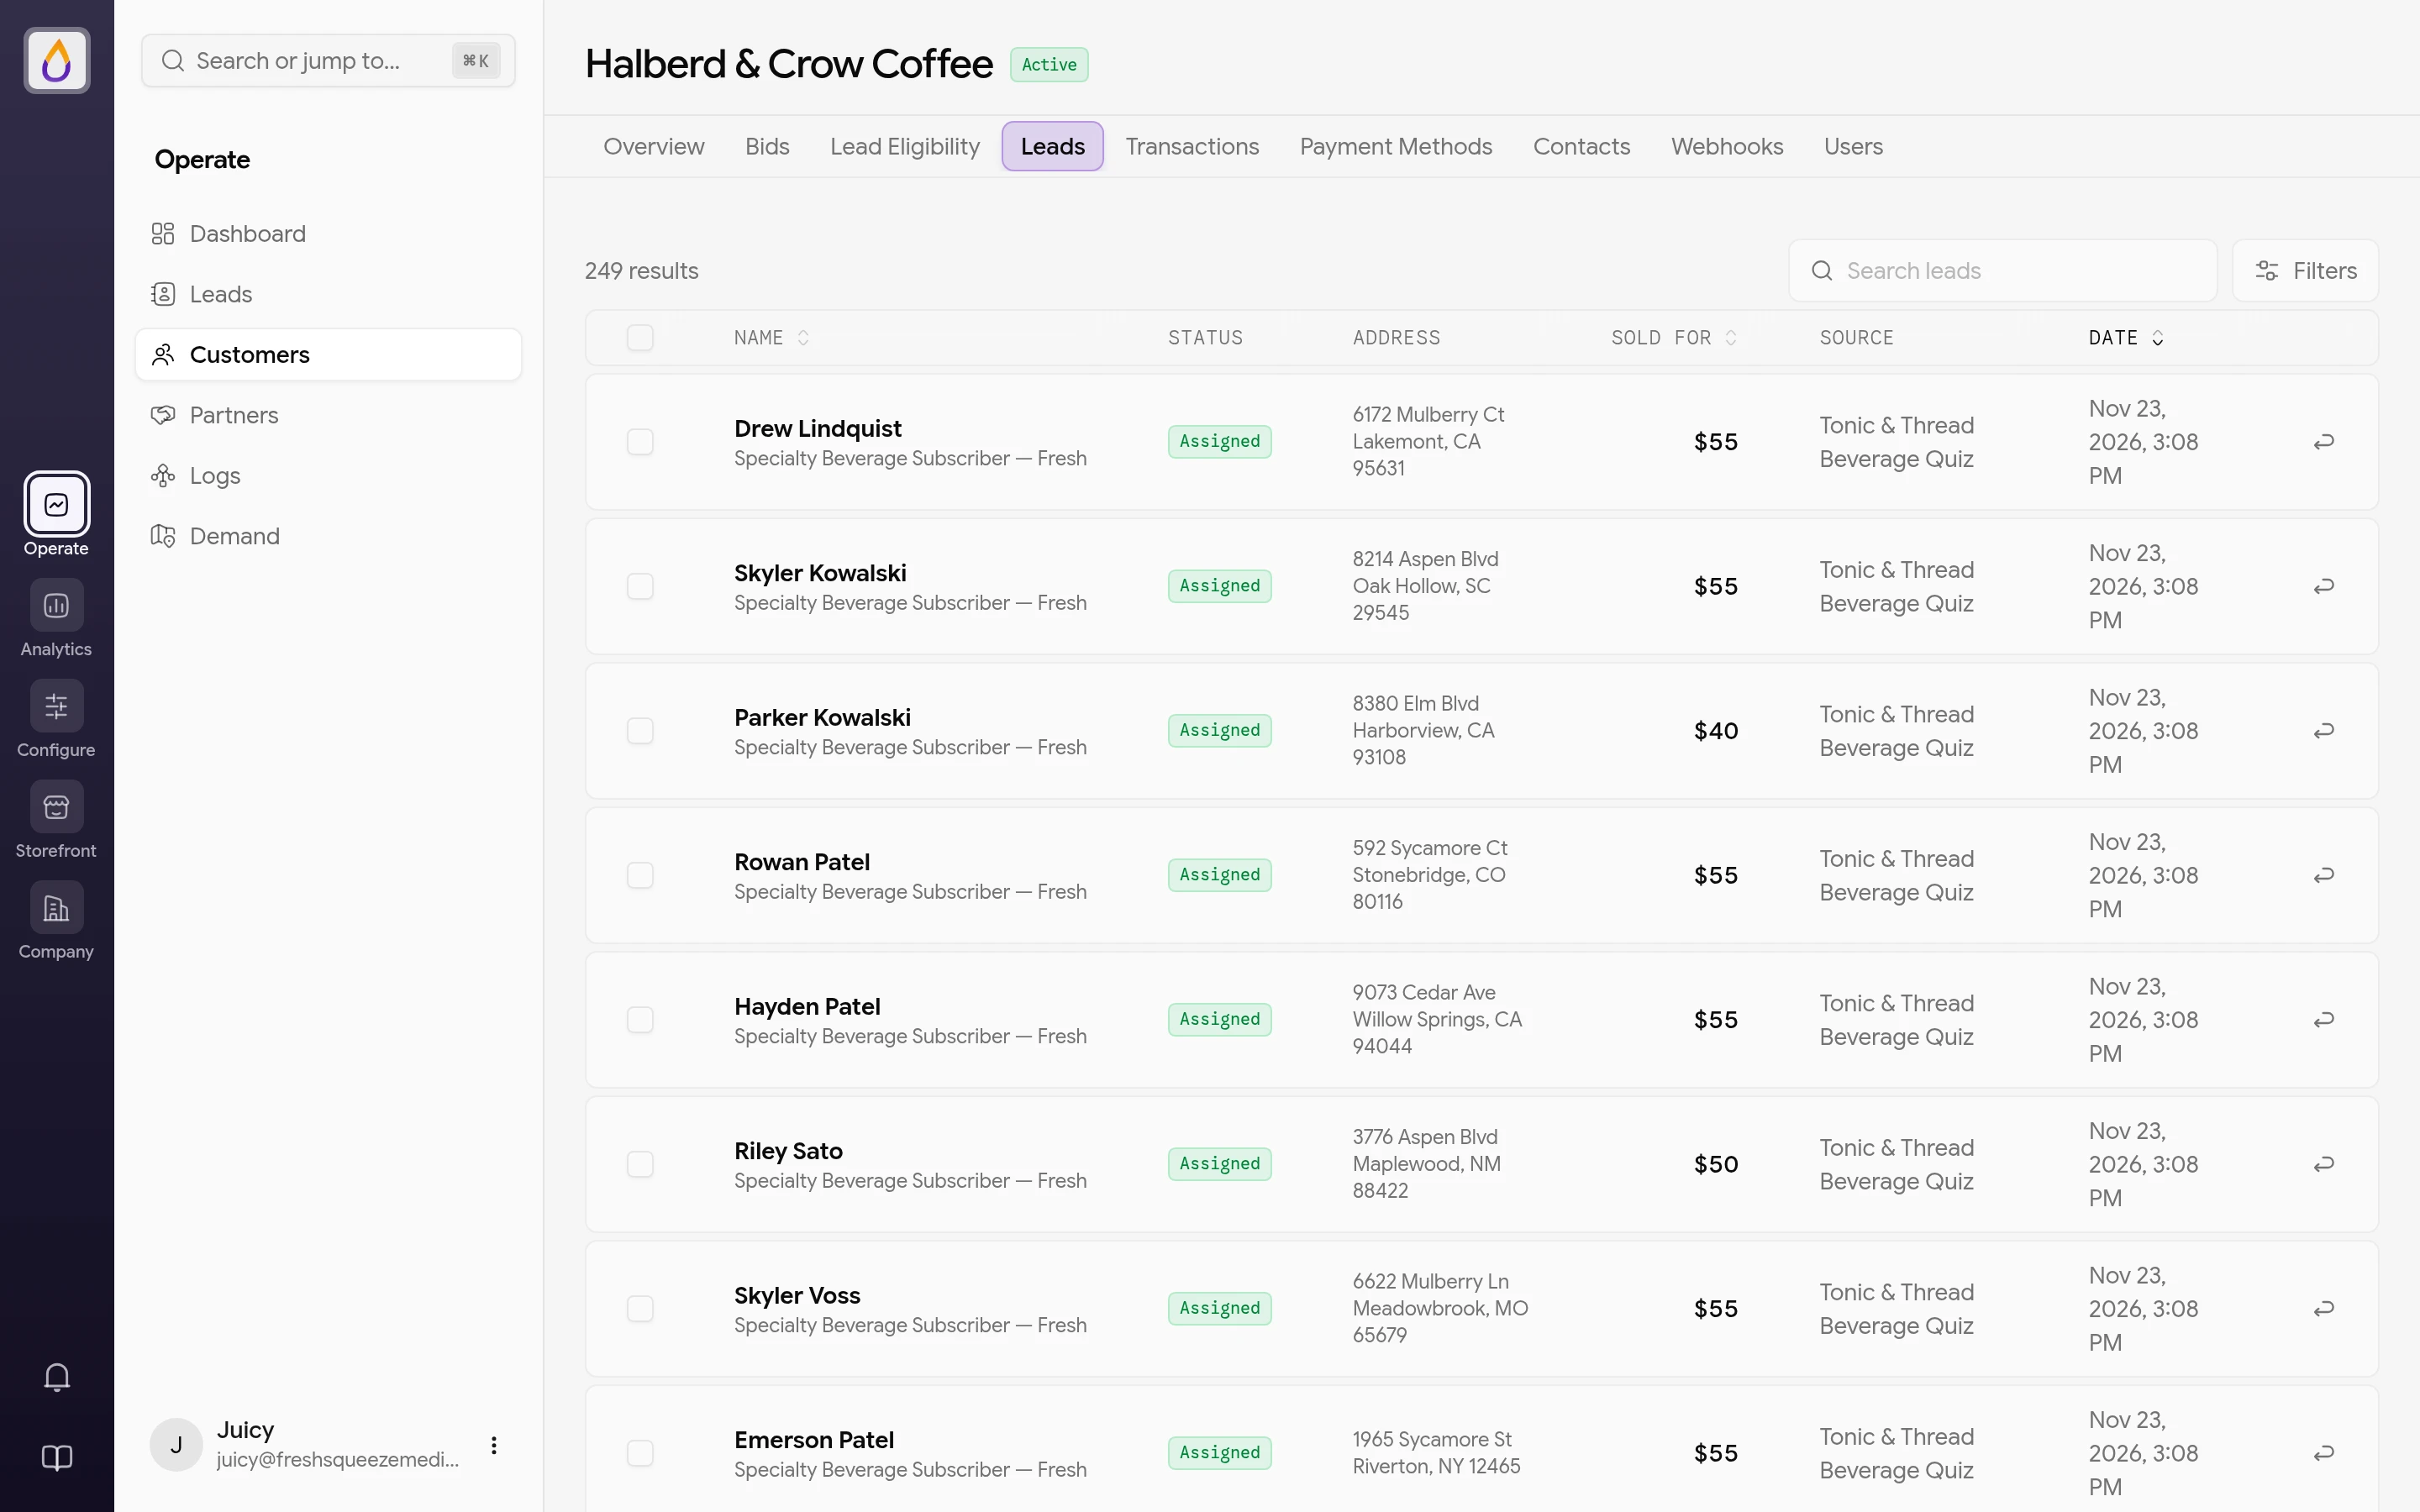 Search or jump to...
⌘K
Operate
Dashboard
Leads
Customers
Partners
Logs
Demand
Operate
Analytics
Configure
Storefront
Company
J
Juicy
juicy@freshsqueezemedi...
Halberd & Crow Coffee
Active
Overview
Bids
Lead Eligibility
Leads
Transactions
Payment Methods
Contacts
Webhooks
Users
249 results
Search leads
Filters
NAME
STATUS
ADDRESS
SOLD FOR
SOURCE
DATE
Drew Lindquist
Specialty Beverage Subscriber — Fresh
Assigned
6172 Mulberry Ct
Lakemont, CA
95631
$55
Tonic & Thread
Beverage Quiz
Nov 23,
2026, 3:08
PM
Skyler Kowalski
Specialty Beverage Subscriber — Fresh
Assigned
8214 Aspen Blvd
Oak Hollow, SC
29545
$55
Tonic & Thread
Beverage Quiz
Nov 23,
2026, 3:08
PM
Parker Kowalski
Specialty Beverage Subscriber — Fresh
Assigned
8380 Elm Blvd
Harborview, CA
93108
$40
Tonic & Thread
Beverage Quiz
Nov 23,
2026, 3:08
PM
Rowan Patel
Specialty Beverage Subscriber — Fresh
Assigned
592 Sycamore Ct
Stonebridge, CO
80116
$55
Tonic & Thread
Beverage Quiz
Nov 23,
2026, 3:08
PM
Hayden Patel
Specialty Beverage Subscriber — Fresh
Assigned
9073 Cedar Ave
Willow Springs, CA
94044
$55
Tonic & Thread
Beverage Quiz
Nov 23,
2026, 3:08
PM
Riley Sato
Specialty Beverage Subscriber — Fresh
Assigned
3776 Aspen Blvd
Maplewood, NM
88422
$50
Tonic & Thread
Beverage Quiz
Nov 23,
2026, 3:08
PM
Skyler Voss
Specialty Beverage Subscriber — Fresh
Assigned
6622 Mulberry Ln
Meadowbrook, MO
65679
$55
Tonic & Thread
Beverage Quiz
Nov 23,
2026, 3:08
PM
Emerson Patel
Specialty Beverage Subscriber — Fresh
Assigned
1965 Sycamore St
Riverton, NY 12465
$55
Tonic & Thread
Beverage Quiz
Nov 23,
2026, 3:08
PM